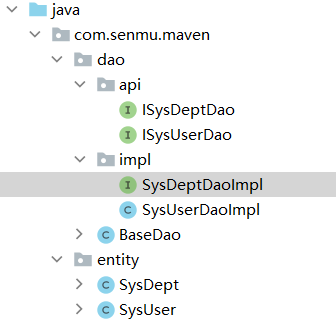 java
com.senmu.maven
dao
api
I ISysDeptDao
I ISysUserDao
impl
I SysDeptDaoImpl
C SysUserDaoImpl
C BaseDao
entity
C SysDept
C SysUser